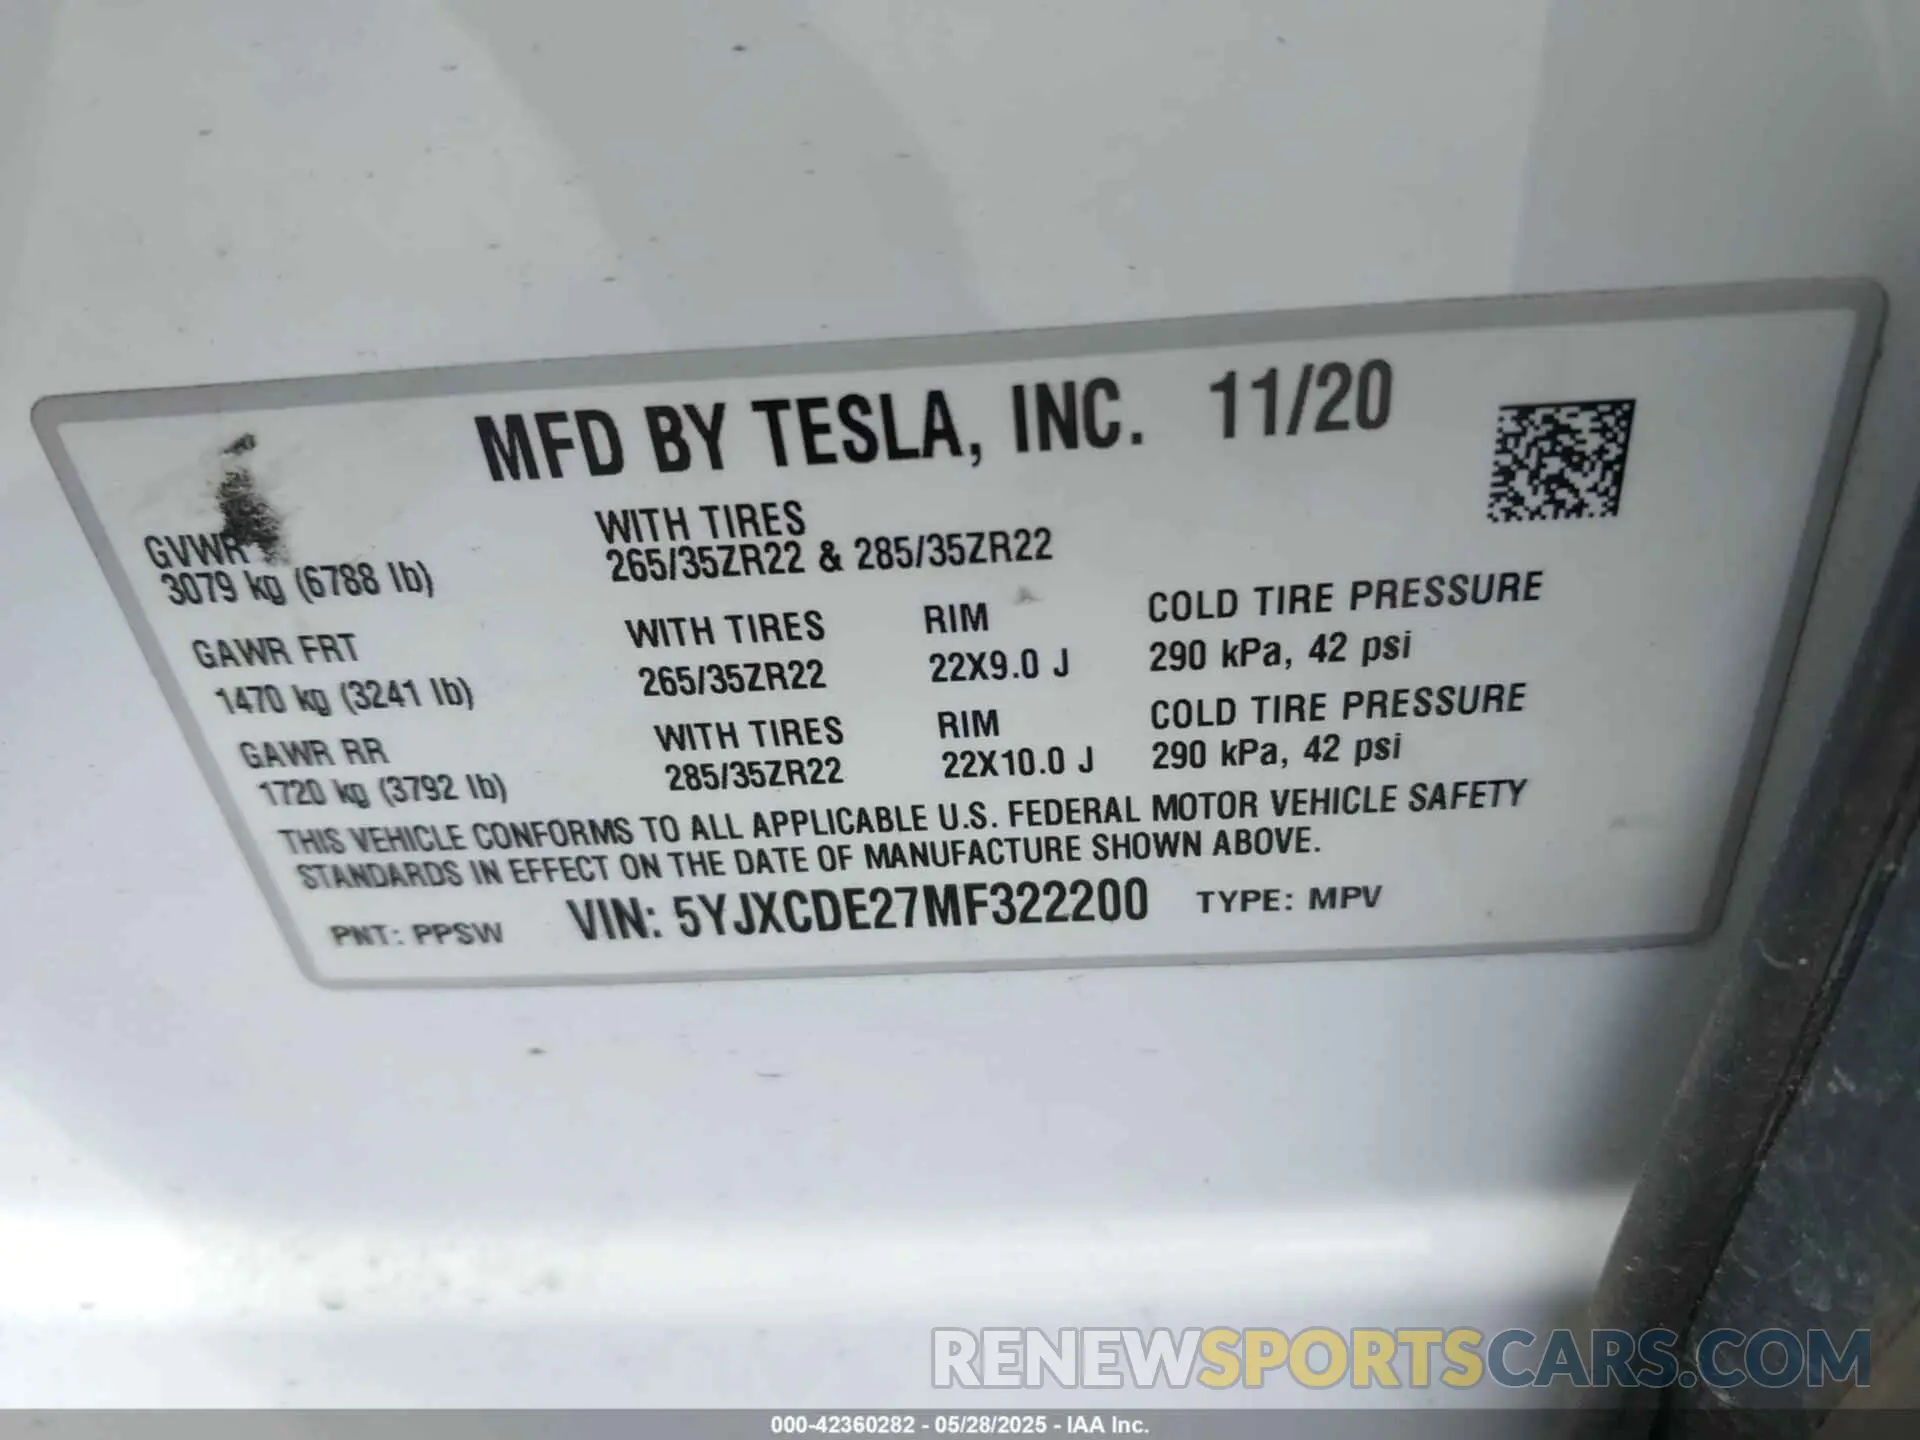 MFD BY TESLA, INC. 11/20
GVWR WITH TIRES
3079 kg (6788 lb) 265/35ZR22 & 285/35ZR22
GAWR FRT WITH TIRES RIM COLD TIRE PRESSURE
1470 kg (3241 lb) 265/35ZR22 22X9.0 J 290 kPa, 42 psi
GAWR RR WITH TIRES RIM COLD TIRE PRESSURE
1720 kg (3792 lb) 285/35ZR22 22X10.0 J 290 kPa, 42 psi
THIS VEHICLE CONFORMS TO ALL APPLICABLE U.S. FEDERAL MOTOR VEHICLE SAFETY
STANDARDS IN EFFECT ON THE DATE OF MANUFACTURE SHOWN ABOVE.
PNT: PPSW VIN: 5YJXCDE27MF322200 TYPE: MPV
RENEWSPORTSCARS.COM
000-42360282 - 05/28/2025 - IAA Inc.